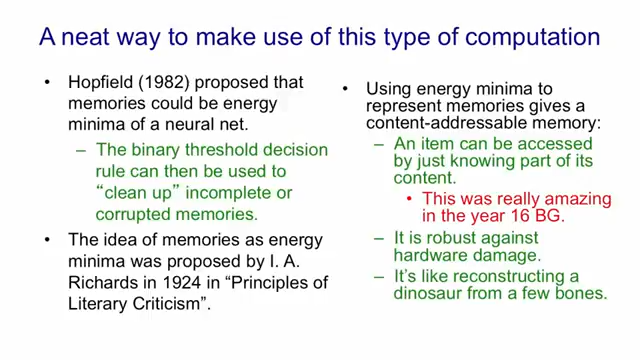 A neat way to make use of this type of computation
• Hopfield (1982) proposed that
memories could be energy
minima of a neural net.
– The binary threshold decision
rule can then be used to
“clean up” incomplete or
corrupted memories.
• The idea of memories as energy
minima was proposed by I. A.
Richards in 1924 in “Principles of
Literary Criticism”.
• Using energy minima to
represent memories gives a
content-addressable memory:
– An item can be accessed
by just knowing part of its
content.
• This was really amazing
in the year 16 BG.
– It is robust against
hardware damage.
– It’s like reconstructing a
dinosaur from a few bones.